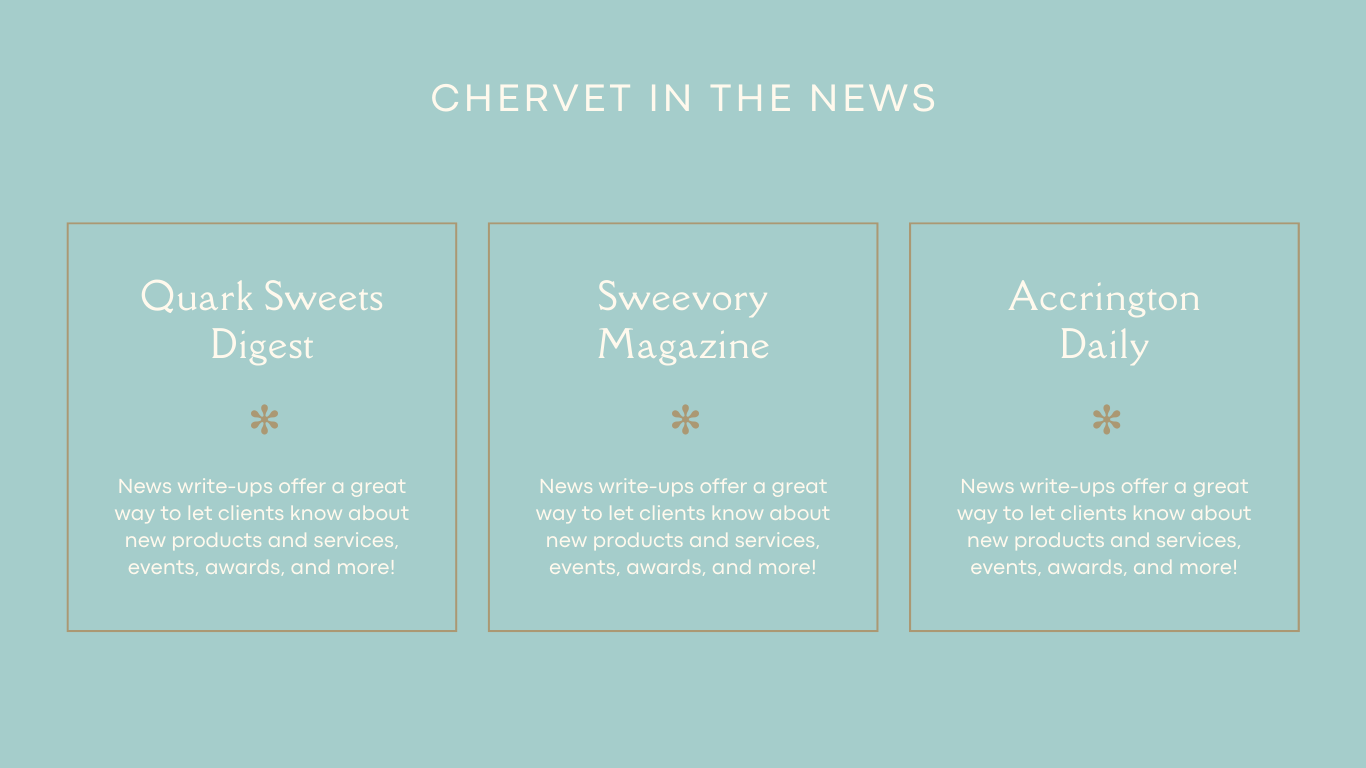 CHERVET IN THE NEWS
Quark Sweets
Digest
News write-ups offer a great
way to let clients know about
new products and services,
events, awards, and more!
Sweevory
Magazine
News write-ups offer a great
way to let clients know about
new products and services,
events, awards, and more!
Accrington
Daily
News write-ups offer a great
way to let clients know about
new products and services,
events, awards, and more!